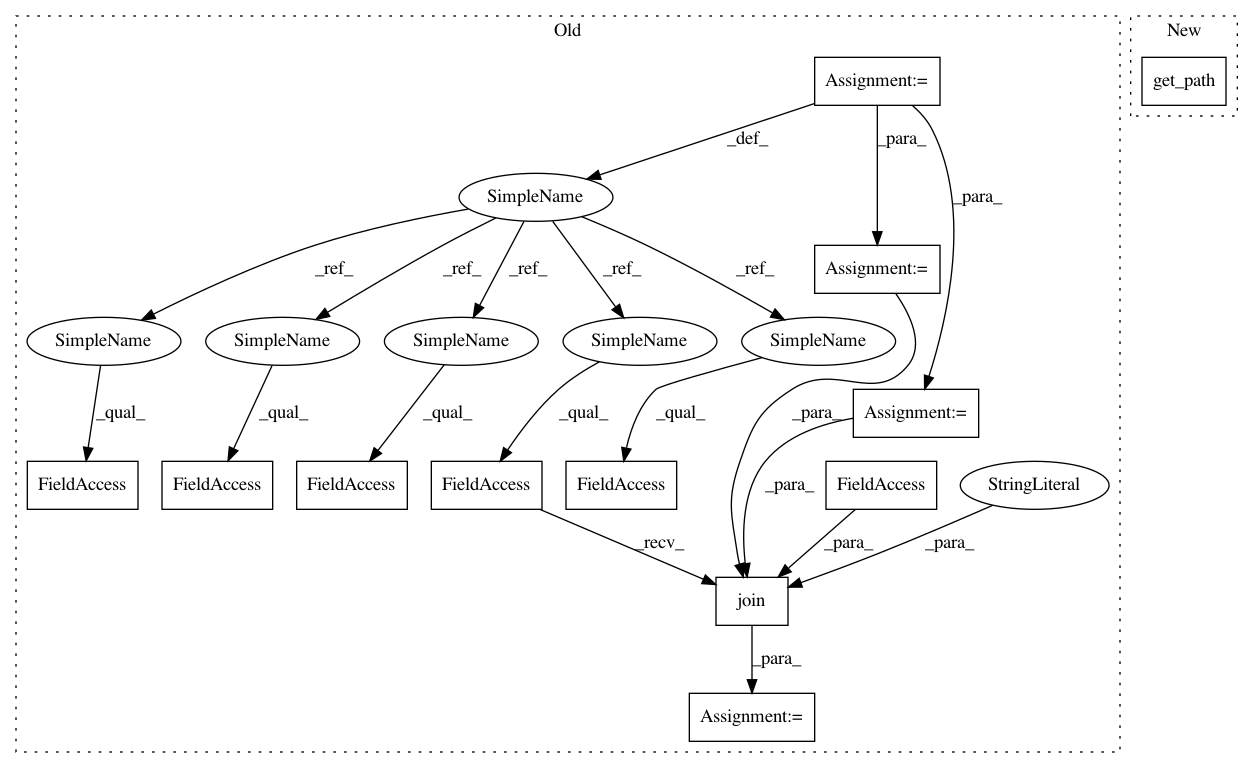 Old
New
Assignment:=
get_path
_def_
_para_
SimpleName
_para_
Assignment:=
_ref_
_ref_
_ref_
_ref_
_ref_
SimpleName
SimpleName
SimpleName
SimpleName
SimpleName
_qual_
_qual_
_qual_
_qual_
_qual_
_para_
Assignment:=
FieldAccess
FieldAccess
FieldAccess
FieldAccess
FieldAccess
_para_
FieldAccess
StringLiteral
_recv_
_para_
_para_
join
_para_
Assignment:=